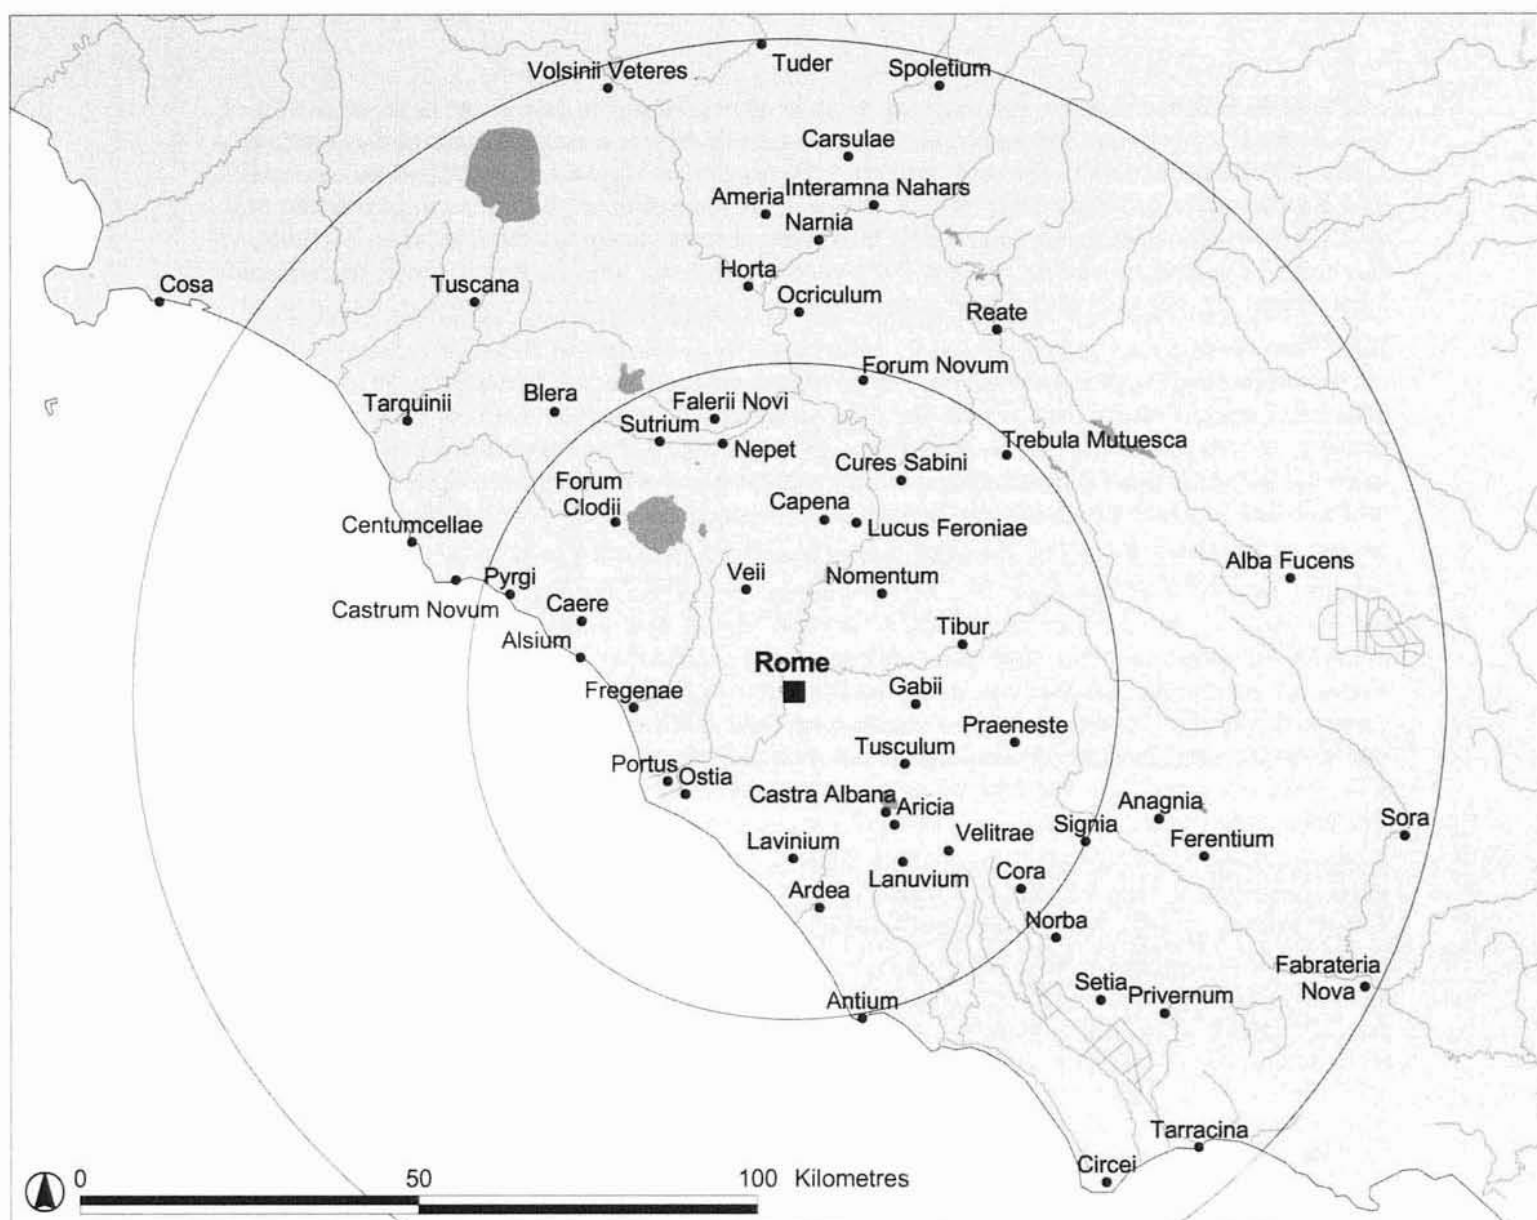 Tuder
Volsinii Veteres
Spoletium
Carsulae
Interamna Nahars
Ameria
Narnia
Horta
Ocriculum
Cosa
Tuscana
Reate
Forum Novum
Blera
Tarquinii
Falerii Novi
Sutrium
Nepet
Trebula Mutuesca
Cures Sabini
Forum
Clodii
Capena
Lucus Feroniae
Centumcellae
Alba Fucens
Veii
Nomentum
Pyrgi
Castrum Novum
Caere
Alsium
Tibur
Rome
Fregenae
Gabii
Praeneste
Tusculum
Portus
Ostia
Castra Albana
Aricia
Anagnia
Signia
Sora
Ferentium
Velitrae
Lavinium
Lanuvium
Cora
Ardea
Norba
Fabrateria
Nova
Setia
Privernum
Antium
Tarracina
Circei
0 50 100 Kilometres